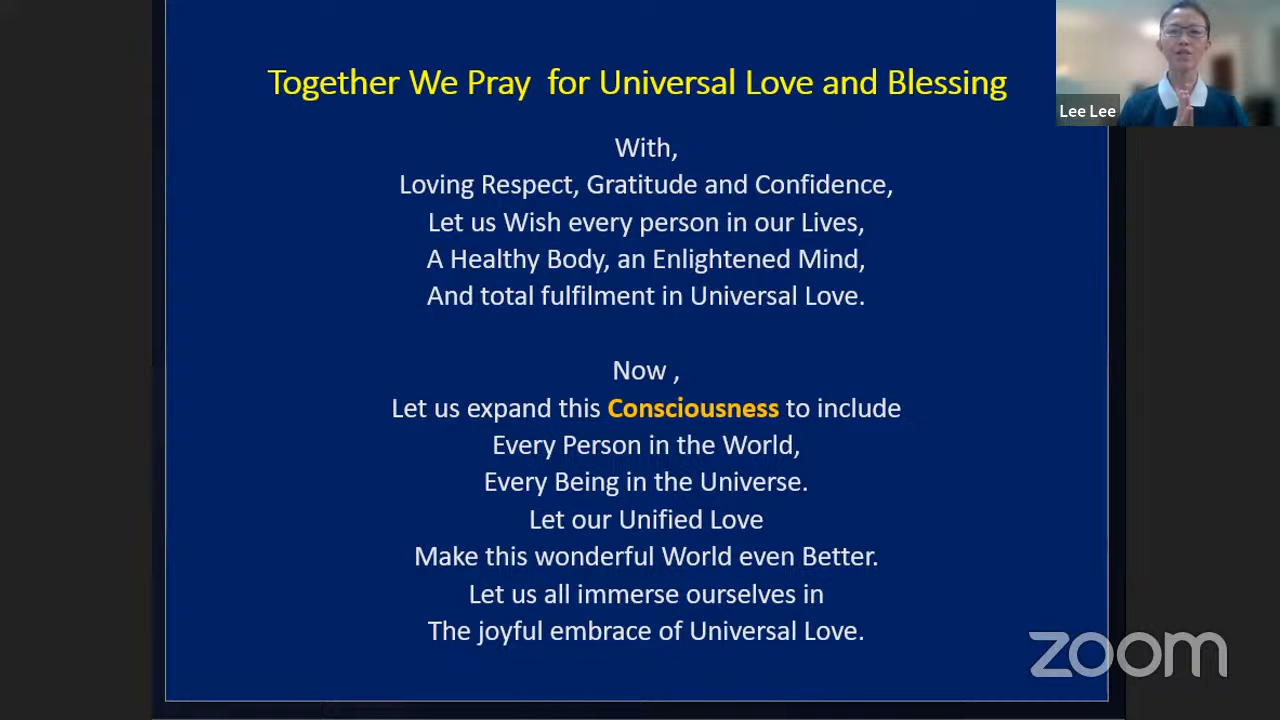 Together We Pray  for Universal Love and Blessing
Lee Lee
With,
Loving Respect, Gratitude and Confidence,
Let us Wish every person in our Lives,
A Healthy Body, an Enlightened Mind,
And total fulfilment in Universal Love.
Now ,
Let us expand this Consciousness to include
Every Person in the World,
Every Being in the Universe.
Let our Unified Love
Make this wonderful World even Better.
Let us all immerse ourselves in
The joyful embrace of Universal Love.
zoom